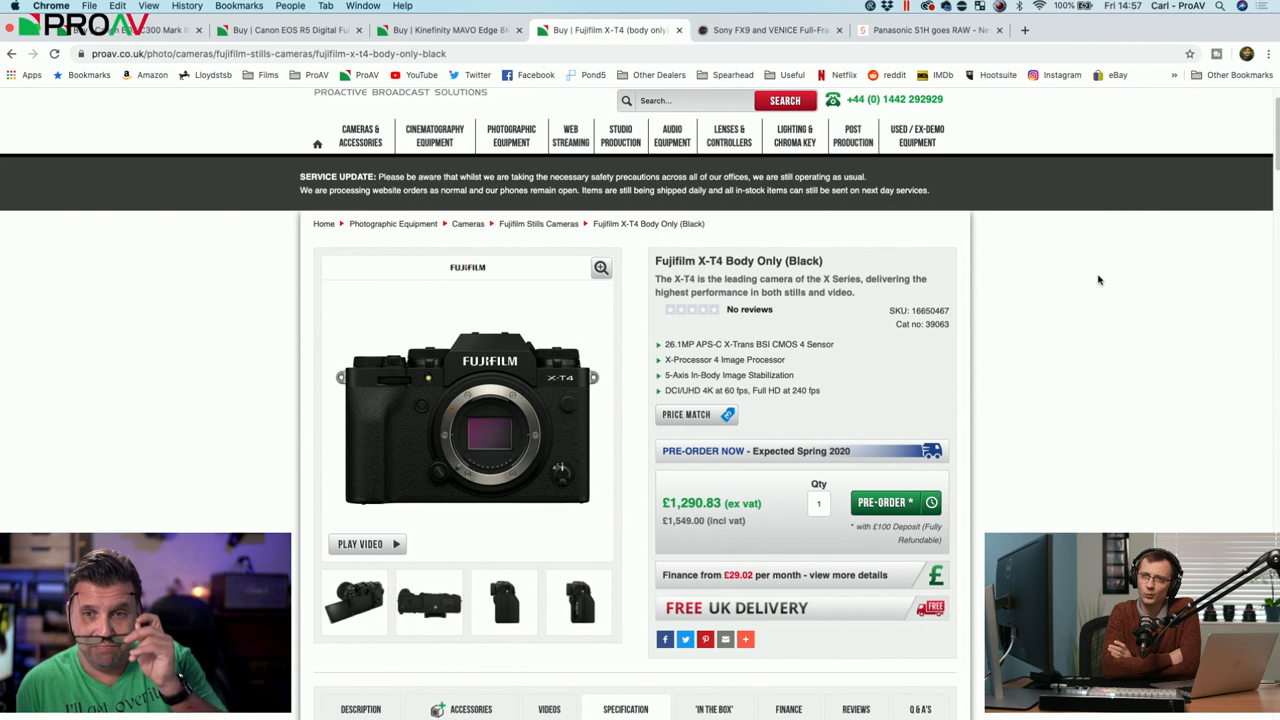 Chrome File Edit View History Bookmarks People Tab Window Help
100% Fri 14:57 Carl - ProAV
PROAV
C300 Mark II
Buy | Canon EOS R5 Digital Ful
Buy | Kinefinity MAVO Edge 8K
Buy | Fujifilm X-T4 (body only)
Sony FX9 and VENICE Full-Fra
Panasonic S1H goes RAW - Ne
proav.co.uk/photo/cameras/fujifilm-stills-cameras/fujifilm-x-t4-body-only-black
Apps Bookmarks Amazon Lloydstsb Films ProAV ProAV YouTube Twitter Facebook Pond5 Other Dealers Spearhead Useful Netflix reddit IMDb Hootsuite Instagram eBay » Other Bookmarks
PROACTIVE BROADCAST SOLUTIONS
Search...
SEARCH
+44 (0) 1442 292929
CAMERAS &
ACCESSORIES
CINEMATOGRAPHY
EQUIPMENT
PHOTOGRAPHIC
EQUIPMENT
WEB
STREAMING
STUDIO
PRODUCTION
AUDIO
EQUIPMENT
LENSES &
CONTROLLERS
LIGHTING &
CHROMA KEY
POST
PRODUCTION
USED / EX-DEMO
EQUIPMENT
SERVICE UPDATE: Please be aware that whilst we are taking the necessary safety precautions across all of our offices, we are still operating as usual.
We are processing website orders as normal and our phones remain open. Items are still being shipped daily and all in-stock items can still be sent on next day services.
Home Photographic Equipment Cameras Fujifilm Stills Cameras Fujifilm X-T4 Body Only (Black)
FUJIFILM
FUJIFILM
X-T4
PLAY VIDEO
Fujifilm X-T4 Body Only (Black)
The X-T4 is the leading camera of the X Series, delivering the
highest performance in both stills and video.
No reviews
SKU: 16650467
Cat no: 39063
26.1MP APS-C X-Trans BSI CMOS 4 Sensor
X-Processor 4 Image Processor
5-Axis In-Body Image Stabilization
DCI/UHD 4K at 60 fps, Full HD at 240 fps
PRICE MATCH
PRE-ORDER NOW - Expected Spring 2020
£1,290.83 (ex vat)
£1,549.00 (incl vat)
Qty
1
PRE-ORDER *
* with £100 Deposit (Fully
Refundable)
Finance from £29.02 per month - view more details
£
FREE UK DELIVERY
FREE
I'll get over it
DESCRIPTION ACCESSORIES VIDEOS SPECIFICATION 'IN THE BOX' FINANCE REVIEWS Q & A'S